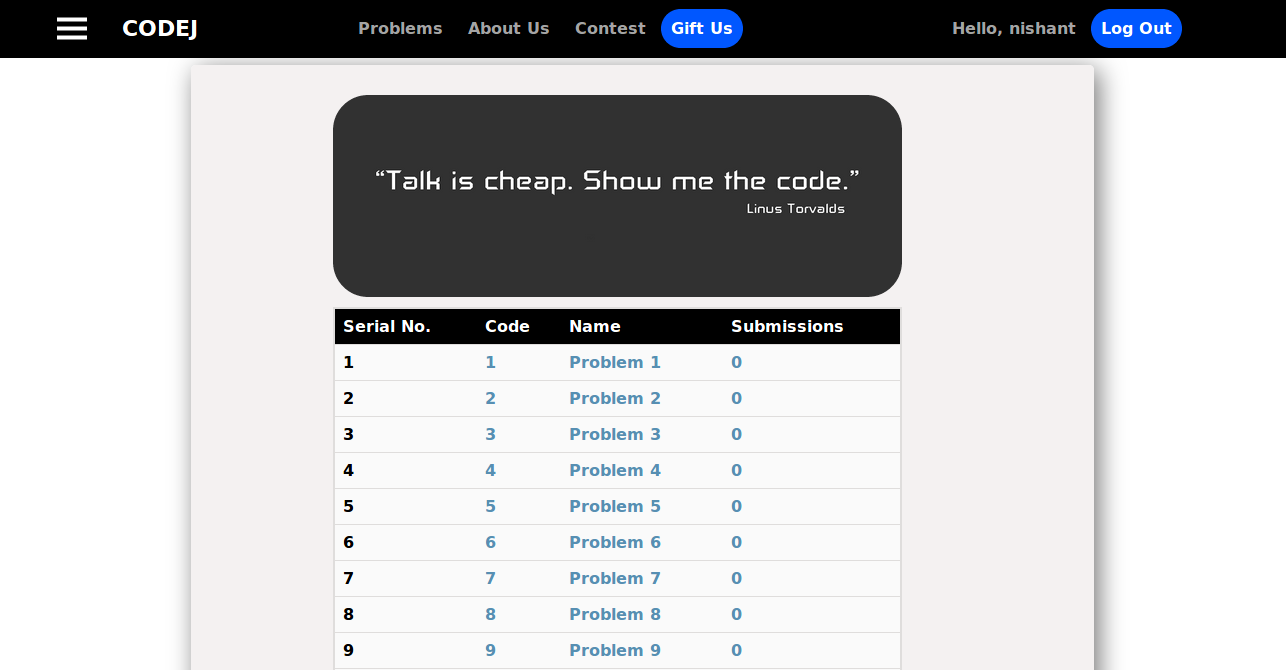 CODEJ Problems About Us Contest Gift Us Hello, nishant Log Out
“Talk is cheap. Show me the code.”
Linus Torvalds
Serial No. Code Name Submissions
1 1 Problem 1 0
2 2 Problem 2 0
3 3 Problem 3 0
4 4 Problem 4 0
5 5 Problem 5 0
6 6 Problem 6 0
7 7 Problem 7 0
8 8 Problem 8 0
9 9 Problem 9 0